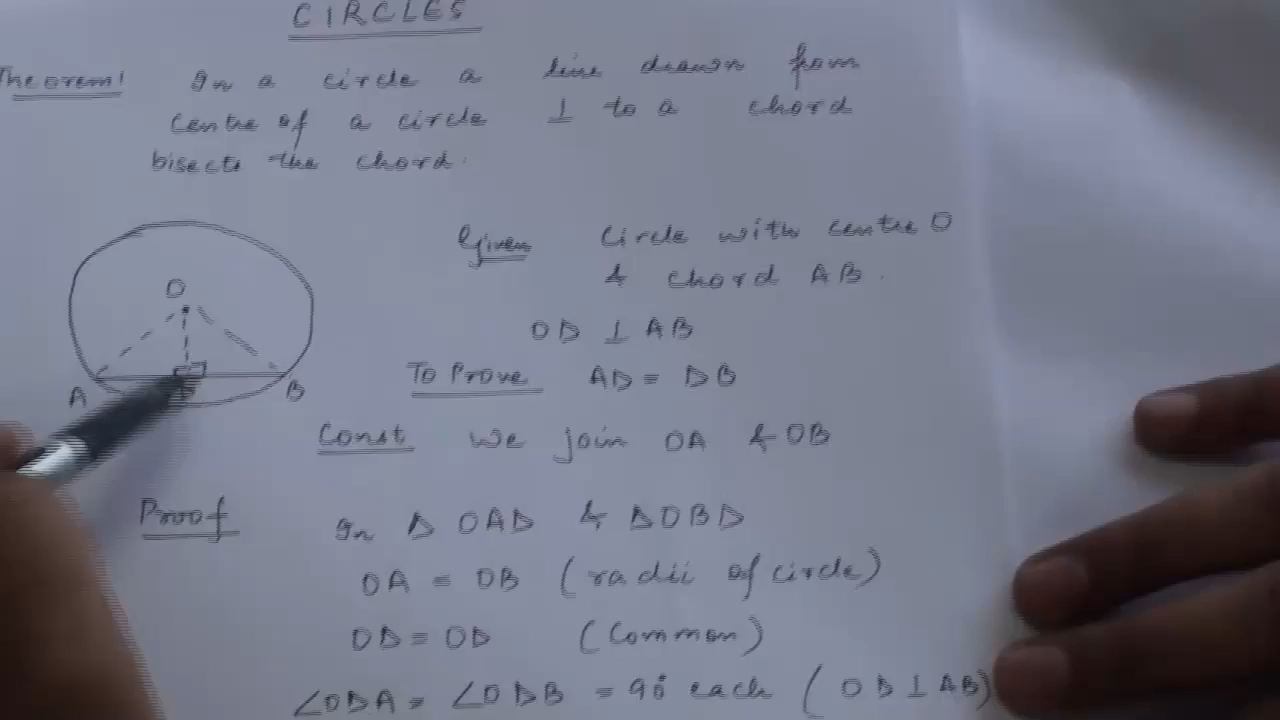 CIRCLES
Theorem1 In a circle a line drawn from
centre of a circle ⊥ to a chord
bisects the chord.
Given Circle with centre O
& chord AB.
O
OD ⊥ AB
To Prove AD = DB
A B
Const We join OA & OB
Proof In Δ OAD & Δ OBD
OA = OB (radii of circle)
OD = OD (Common)
∠ODA = ∠ODB = 90° each (OD ⊥ AB)